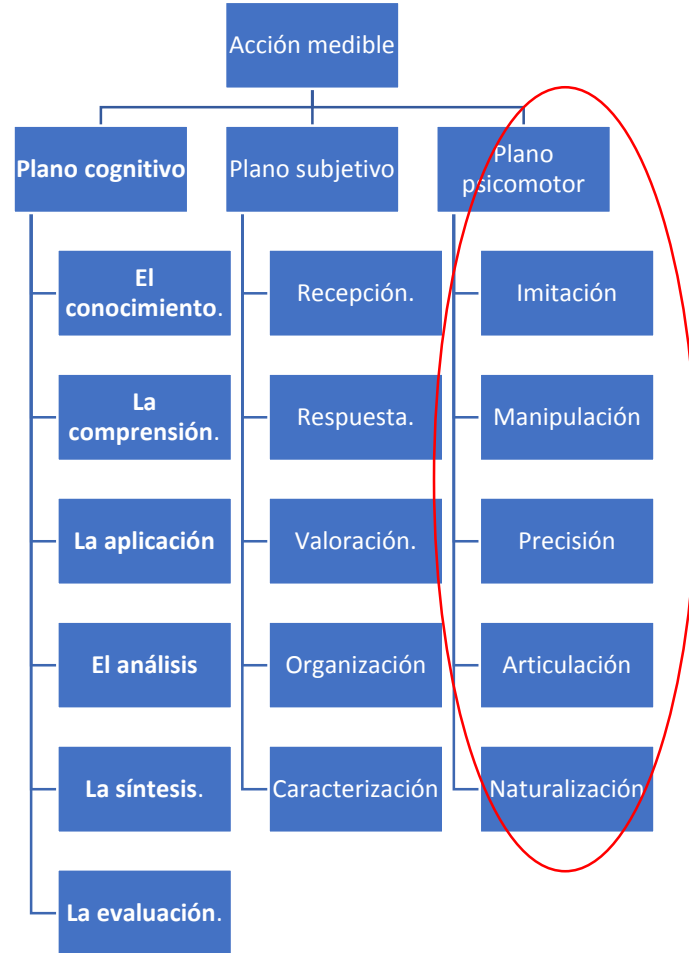 Acción medible
Plano cognitivo
El
conocimiento.
La
comprensión.
La aplicación
El análisis
La síntesis.
La evaluación.
Plano subjetivo
Recepción.
Respuesta.
Valoración.
Organización
Caracterización
Plano
psicomotor
Imitación
Manipulación
Precisión
Articulación
Naturalización